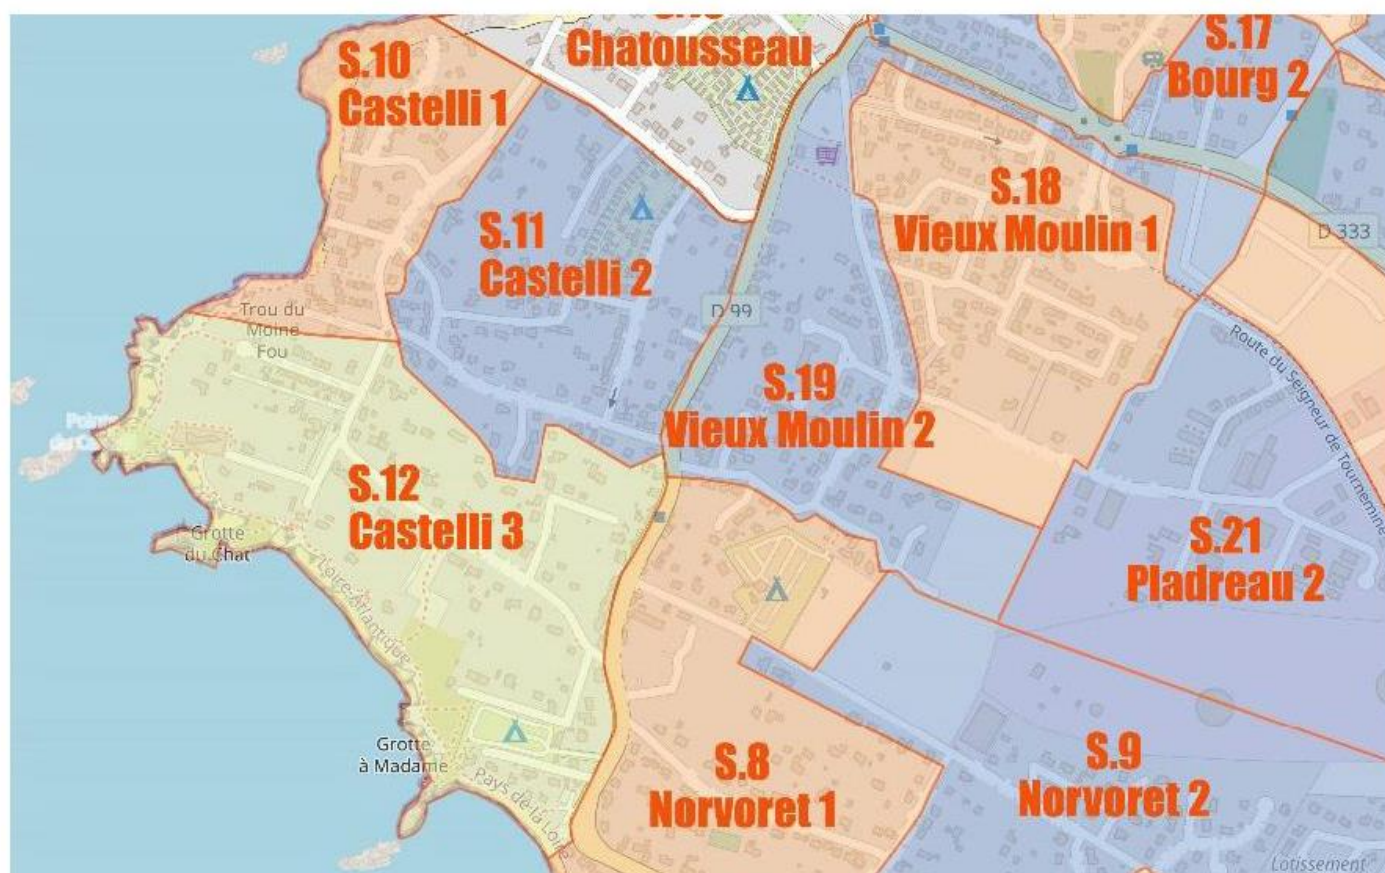 Chatousseau
S.10
Castelli 1
S.17
Bourg 2
S.11
Castelli 2
S.18
Vieux Moulin 1
D 333
Trou du
Moine
Fou
D 99
Route du Seigneur de Tournemine
S.19
Vieux Moulin 2
S.12
Castelli 3
Grotte
du Chat
Loire-Atlantique
S.21
Pladreau 2
Grotte
à Madame
Pays de la Loire
S.8
Norvoret 1
S.9
Norvoret 2
Lotissement